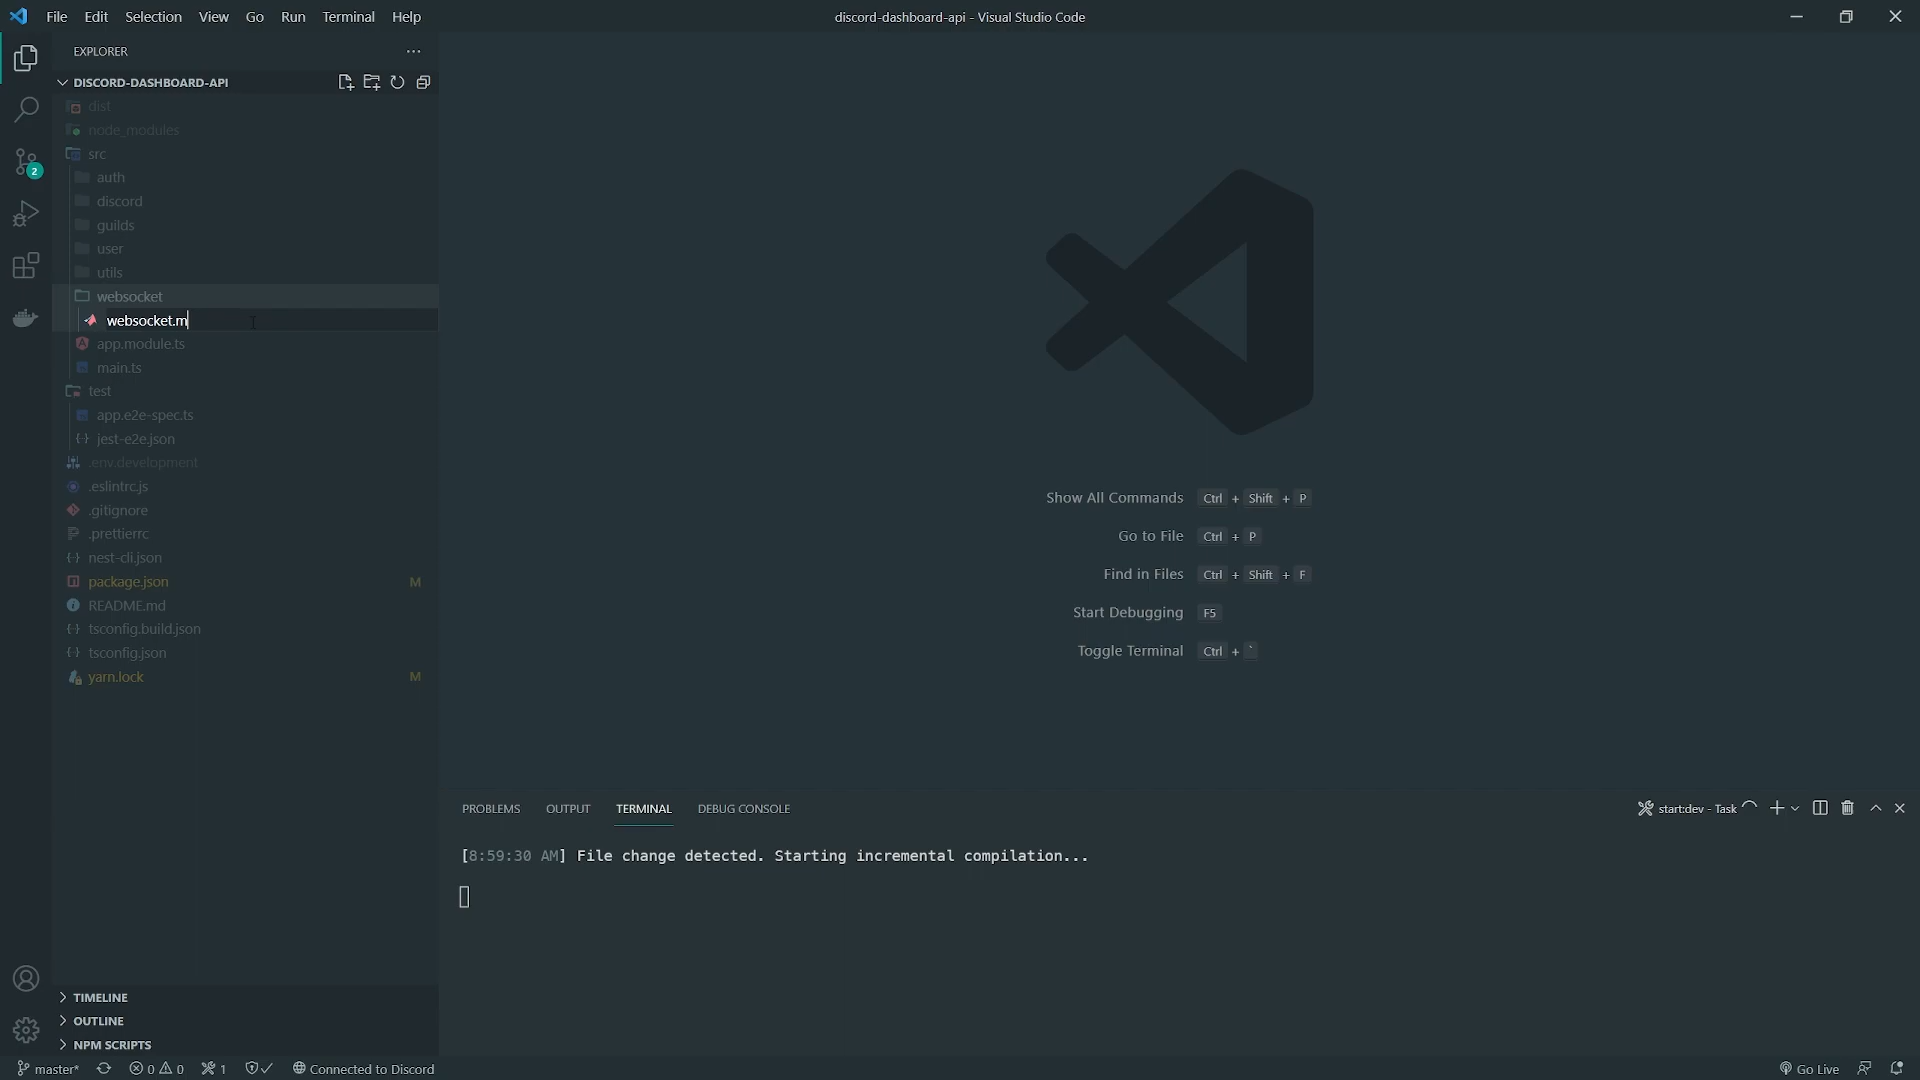 File Edit Selection View Go Run Terminal Help
discord-dashboard-api - Visual Studio Code
EXPLORER
DISCORD-DASHBOARD-API
dist
node_modules
src
auth
discord
guilds
user
utils
websocket
websocket.m
app.module.ts
main.ts
test
app.e2e-spec.ts
jest-e2e.json
.env.development
.eslintrc.js
.gitignore
.prettierrc
nest-cli.json
package.json M
README.md
tsconfig.build.json
tsconfig.json
yarn.lock M
TIMELINE
OUTLINE
NPM SCRIPTS
2
Show All Commands Ctrl + Shift + P
Go to File Ctrl + P
Find in Files Ctrl + Shift + F
Start Debugging F5
Toggle Terminal Ctrl + `
PROBLEMS OUTPUT TERMINAL DEBUG CONSOLE
start:dev - Task
[8:59:30 AM] File change detected. Starting incremental compilation...
master* 0 0 1 Connected to Discord
Go Live